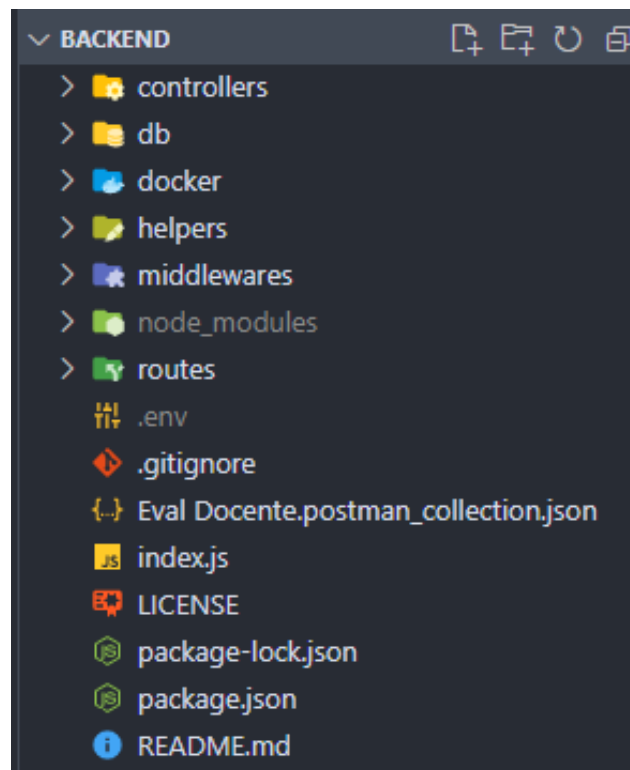 BACKEND
controllers
db
docker
helpers
middlewares
node_modules
routes
.env
.gitignore
{...} Eval Docente.postman_collection.json
JS index.js
LICENSE
package-lock.json
package.json
README.md